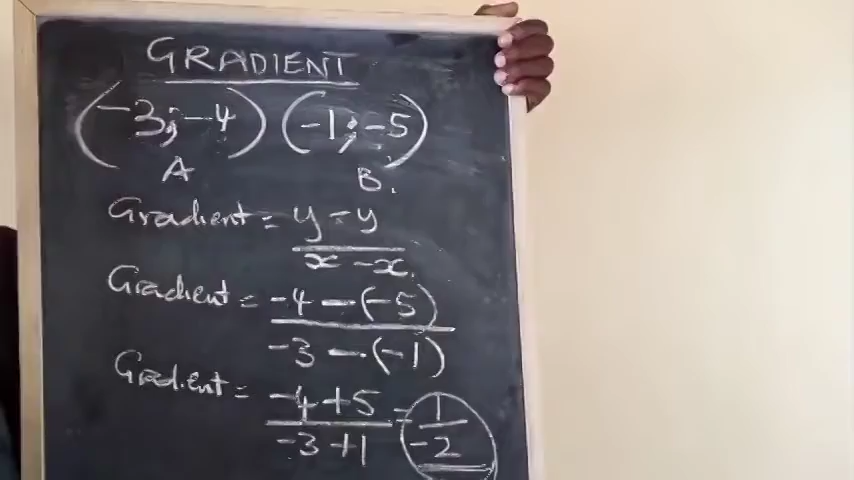 GRADIENT
(-3;-4) (-1;-5)
A B.
Gradient = y-y
x-x.
Gradient = -4-(-5)
-3-(-1)
Gradient = -4+5 = 1
-3+1 -2